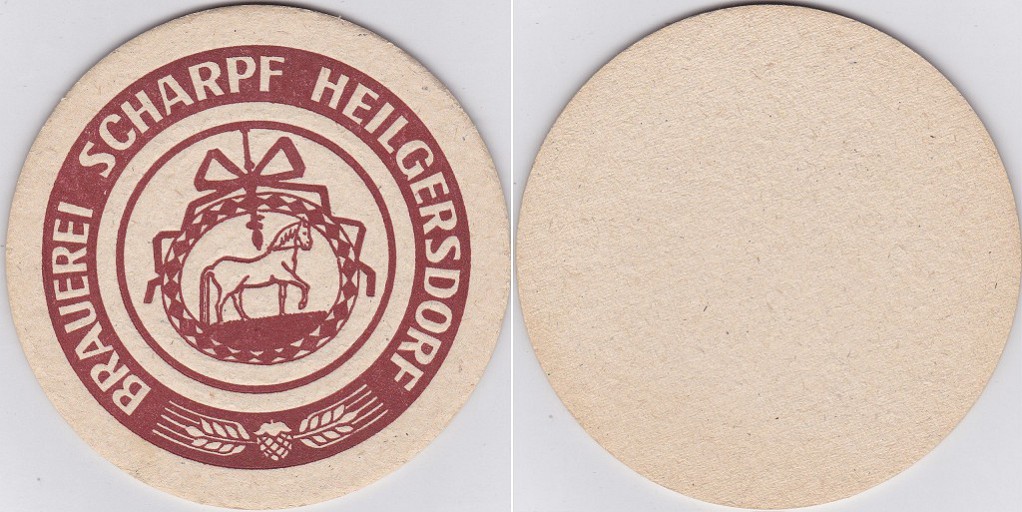 BRAUEREI SCHARPF HEILGERSDORF